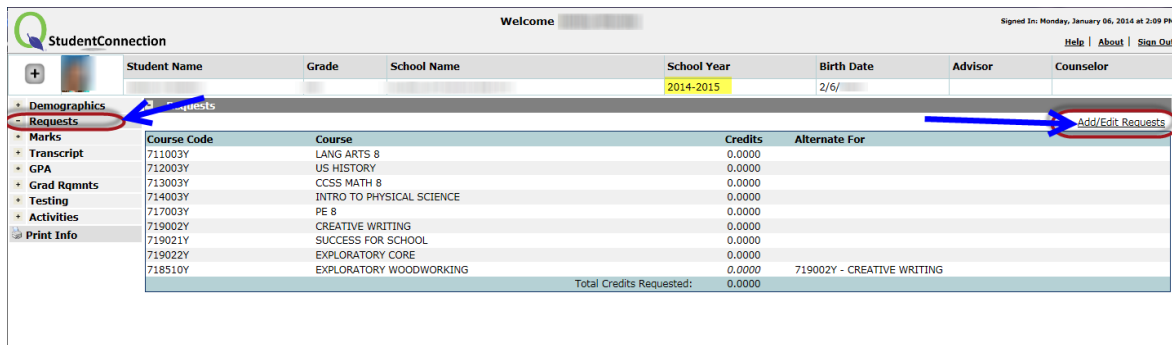 Welcome
Signed In: Monday, January 06, 2014 at 2:09 PM
StudentConnection
Help | About | Sign Out
Student Name Grade School Name School Year Birth Date Advisor Counselor
2014-2015 2/6/
+ Demographics
Requests
- Requests
Add/Edit Requests
+ Marks
+ Transcript
+ GPA
+ Grad Rqmnts
+ Testing
+ Activities
Print Info
Course Code Course Credits Alternate For
711003Y LANG ARTS 8 0.0000
712003Y US HISTORY 0.0000
713003Y CCSS MATH 8 0.0000
714003Y INTRO TO PHYSICAL SCIENCE 0.0000
717003Y PE 8 0.0000
719002Y CREATIVE WRITING 0.0000
719021Y SUCCESS FOR SCHOOL 0.0000
719022Y EXPLORATORY CORE 0.0000
718510Y EXPLORATORY WOODWORKING 0.0000 719002Y - CREATIVE WRITING
Total Credits Requested: 0.0000